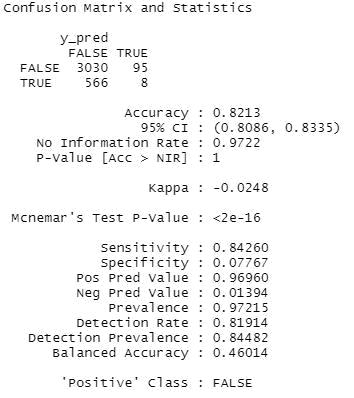 Confusion Matrix and Statistics
y_pred
FALSE TRUE
FALSE 3030 95
TRUE 566 8
Accuracy : 0.8213
95% CI : (0.8086, 0.8335)
No Information Rate : 0.9722
P-Value [Acc > NIR] : 1
Kappa : -0.0248
Mcnemar's Test P-Value : <2e-16
Sensitivity : 0.84260
Specificity : 0.07767
Pos Pred Value : 0.96960
Neg Pred Value : 0.01394
Prevalence : 0.97215
Detection Rate : 0.81914
Detection Prevalence : 0.84482
Balanced Accuracy : 0.46014
'Positive' Class : FALSE